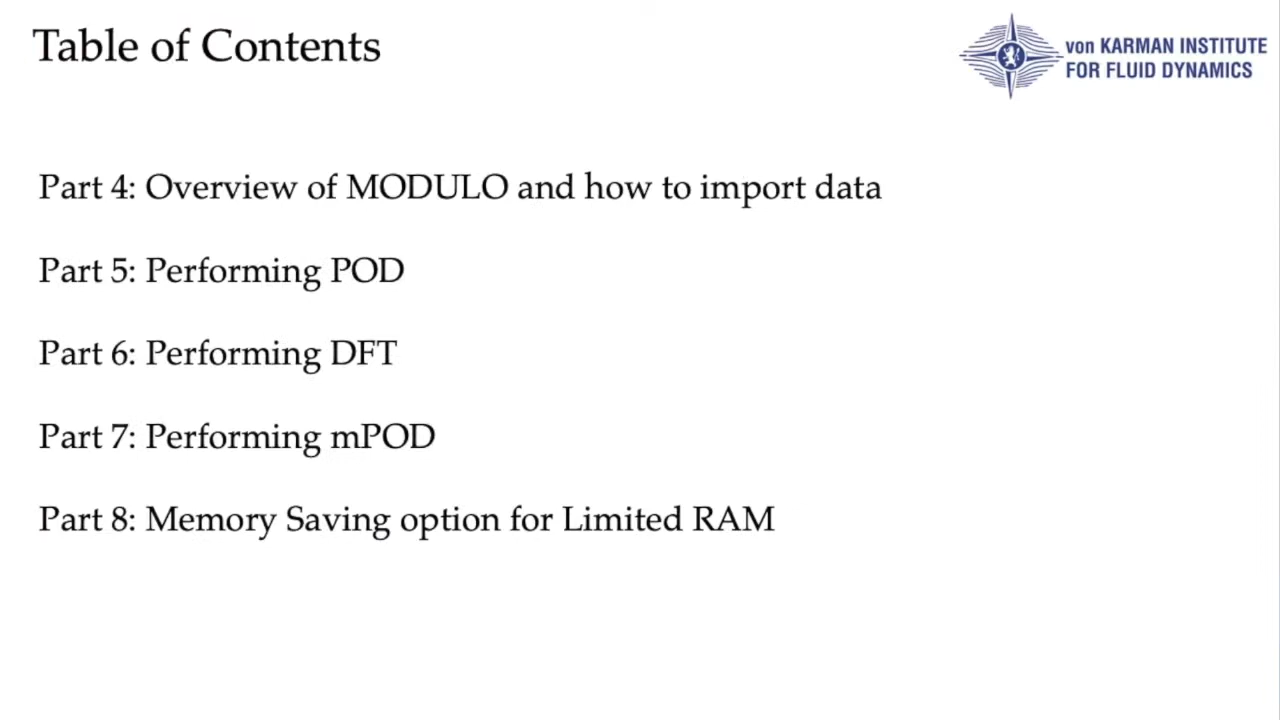 Table of Contents
von KARMAN INSTITUTE
FOR FLUID DYNAMICS
Part 4: Overview of MODULO and how to import data
Part 5: Performing POD
Part 6: Performing DFT
Part 7: Performing mPOD
Part 8: Memory Saving option for Limited RAM